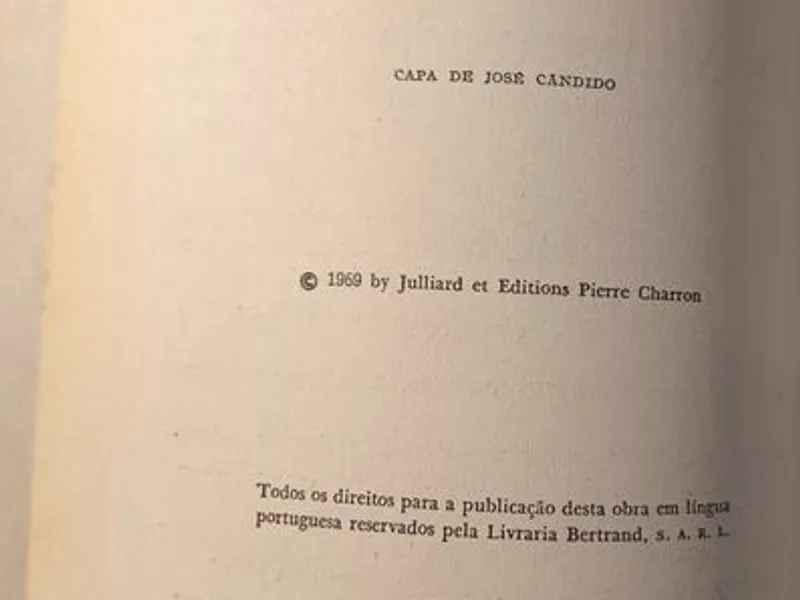 CAPA DE JOSÉ CANDIDO
© 1969 by Julliard et Editions Pierre Charron
Todos os direitos para a publicação desta obra em língua
portuguesa reservados pela Livraria Bertrand, S. A. R. L.